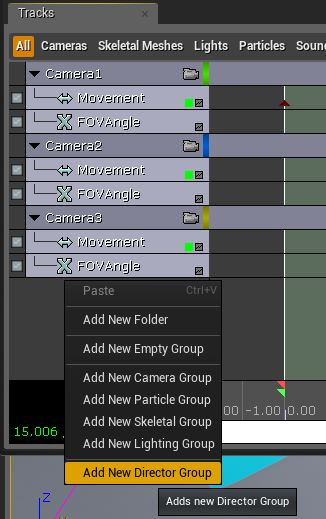 Tracks
All Cameras Skeletal Meshes Lights Particles Soun
Camera1
Movement
FOVAngle
Camera2
Movement
FOVAngle
Camera3
Movement
FOVAngle
Paste Ctrl+V
Add New Folder
Add New Empty Group
Add New Camera Group
Add New Particle Group
Add New Skeletal Group
Add New Lighting Group
Add New Director Group
Adds new Director Group
00 -1.00 0.00
15.006
Z